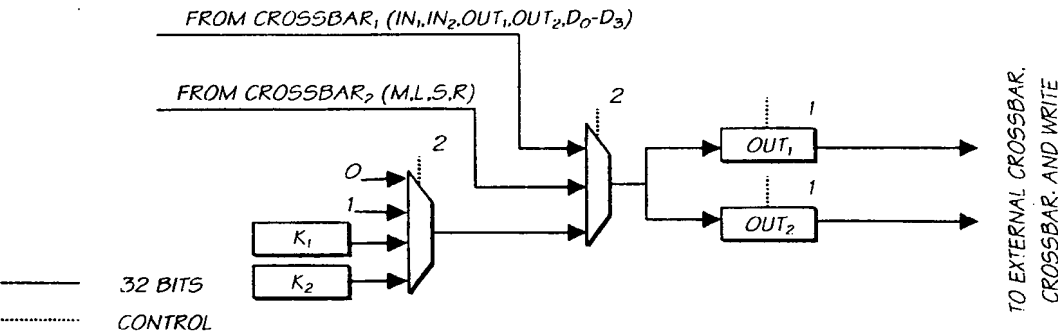 FROM CROSSBAR₁ (IN₁,IN₂,OUT₁,OUT₂,D₀-D₃)
FROM CROSSBAR₂ (M,L,S,R)
2
2
0
1
K₁
K₂
1
OUT₁
1
OUT₂
TO EXTERNAL CROSSBAR,
CROSSBAR, AND WRITE
32 BITS
CONTROL